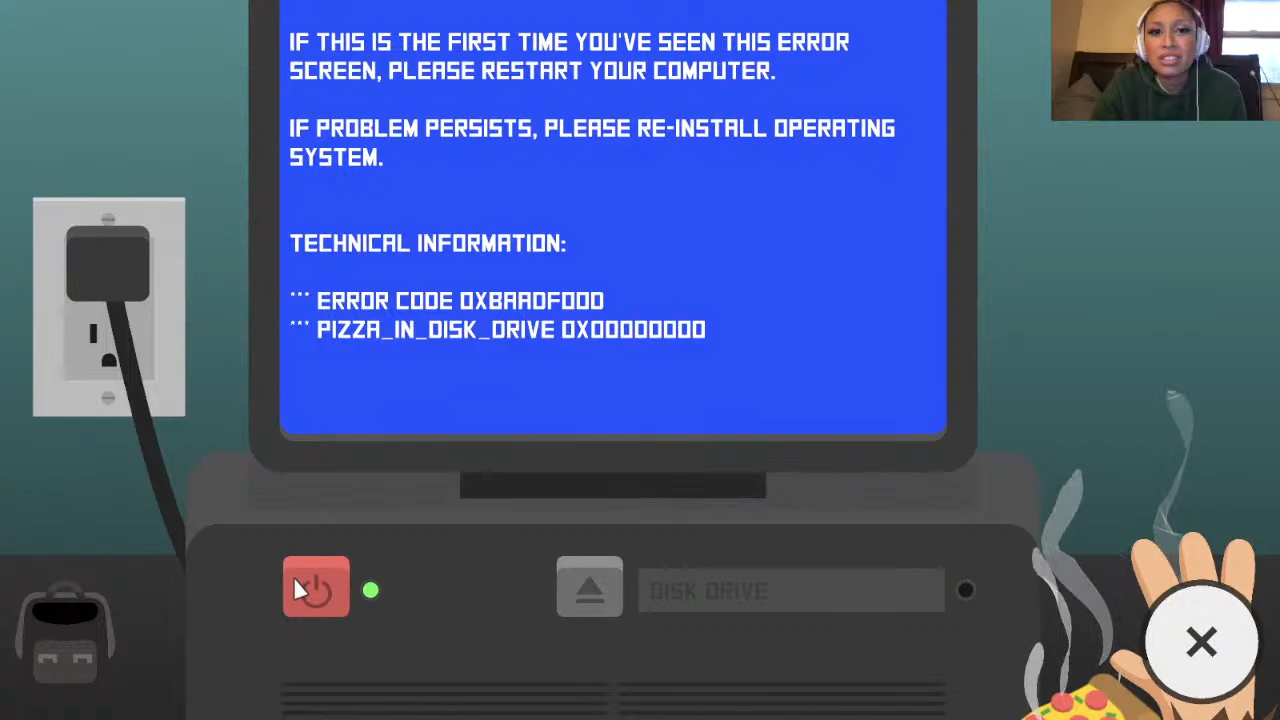 IF THIS IS THE FIRST TIME YOU'VE SEEN THIS ERROR
SCREEN, PLEASE RESTART YOUR COMPUTER.
IF PROBLEM PERSISTS, PLEASE RE-INSTALL OPERATING
SYSTEM.
TECHNICAL INFORMATION:
*** ERROR CODE 0XBAADF00D
*** PIZZA_IN_DISK_DRIVE 0X00000000
DISK DRIVE